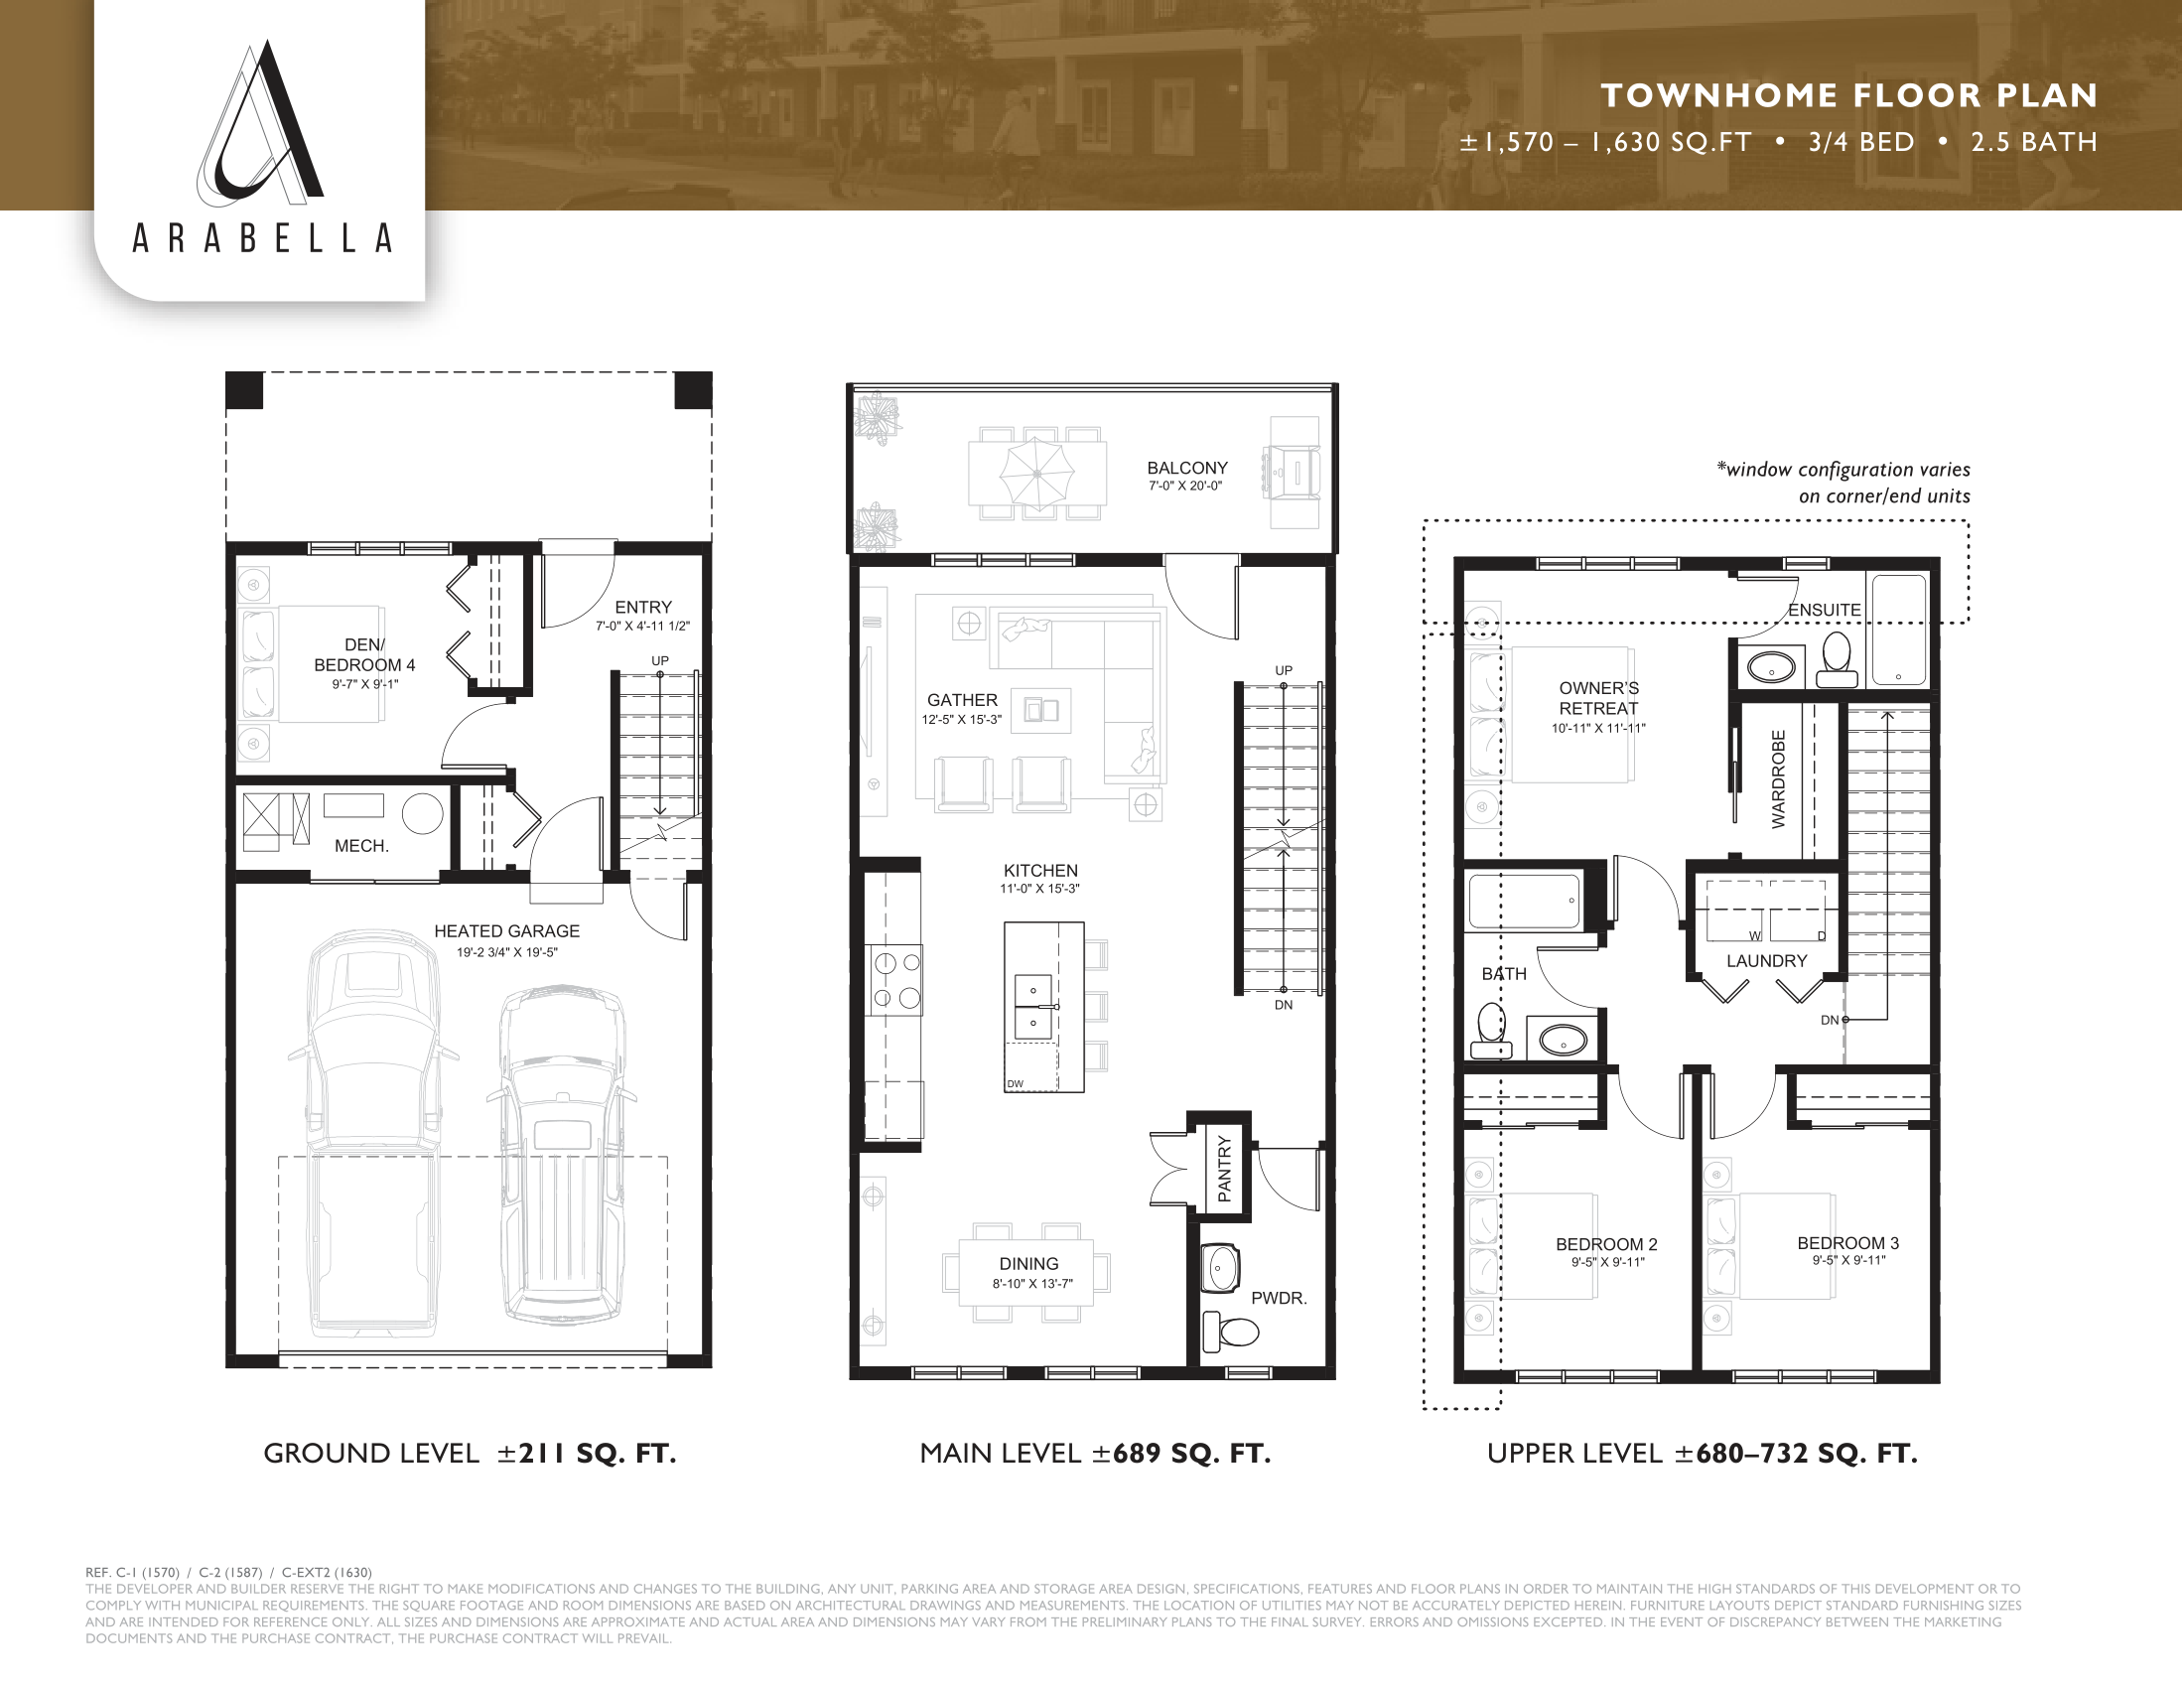 ARABELLA
TOWNHOME FLOOR PLAN
±1,570 – 1,630 SQ.FT • 3/4 BED • 2.5 BATH
ENTRY
7'-0" X 4'-11 1/2"
DEN/
BEDROOM 4
9'-7" X 9'-1"
UP
MECH.
HEATED GARAGE
19'-2 3/4" X 19'-5"
GROUND LEVEL ±211 SQ. FT.
BALCONY
7'-0" X 20'-0"
UP
GATHER
12'-5" X 15'-3"
KITCHEN
11'-0" X 15'-3"
DN
DW
PANTRY
DINING
8'-10" X 13'-7"
PWDR.
MAIN LEVEL ±689 SQ. FT.
*window configuration varies
on corner/end units
ENSUITE
OWNER'S
RETREAT
10'-11" X 11'-11"
WARDROBE
W
D
LAUNDRY
BATH
DN
BEDROOM 2
9'-5" X 9'-11"
BEDROOM 3
9'-5" X 9'-11"
UPPER LEVEL ±680–732 SQ. FT.
REF. C-1 (1570) / C-2 (1587) / C-EXT2 (1630)
THE DEVELOPER AND BUILDER RESERVE THE RIGHT TO MAKE MODIFICATIONS AND CHANGES TO THE BUILDING, ANY UNIT, PARKING AREA AND STORAGE AREA DESIGN, SPECIFICATIONS, FEATURES AND FLOOR PLANS IN ORDER TO MAINTAIN THE HIGH STANDARDS OF THIS DEVELOPMENT OR TO
COMPLY WITH MUNICIPAL REQUIREMENTS. THE SQUARE FOOTAGE AND ROOM DIMENSIONS ARE BASED ON ARCHITECTURAL DRAWINGS AND MEASUREMENTS. THE LOCATION OF UTILITIES MAY NOT BE ACCURATELY DEPICTED HEREIN. FURNITURE LAYOUTS DEPICT STANDARD FURNISHING SIZES
AND ARE INTENDED FOR REFERENCE ONLY. ALL SIZES AND DIMENSIONS ARE APPROXIMATE AND ACTUAL AREA AND DIMENSIONS MAY VARY FROM THE PRELIMINARY PLANS TO THE FINAL SURVEY. ERRORS AND OMISSIONS EXCEPTED. IN THE EVENT OF DISCREPANCY BETWEEN THE MARKETING
DOCUMENTS AND THE PURCHASE CONTRACT, THE PURCHASE CONTRACT WILL PREVAIL.